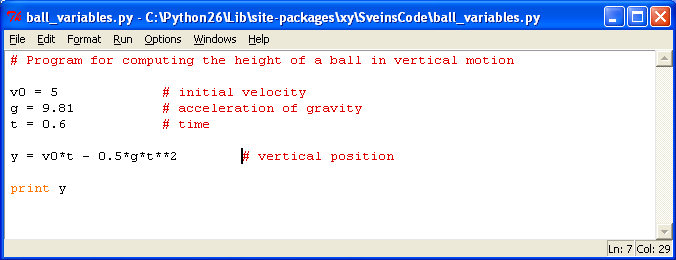 ball_variables.py - C:\Python26\Lib\site-packages\xy\SveinsCode\ball_variables.py
File Edit Format Run Options Windows Help
# Program for computing the height of a ball in vertical motion
v0 = 5 # initial velocity
g = 9.81 # acceleration of gravity
t = 0.6 # time
y = v0*t - 0.5*g*t**2 # vertical position
print y
Ln: 7 Col: 29